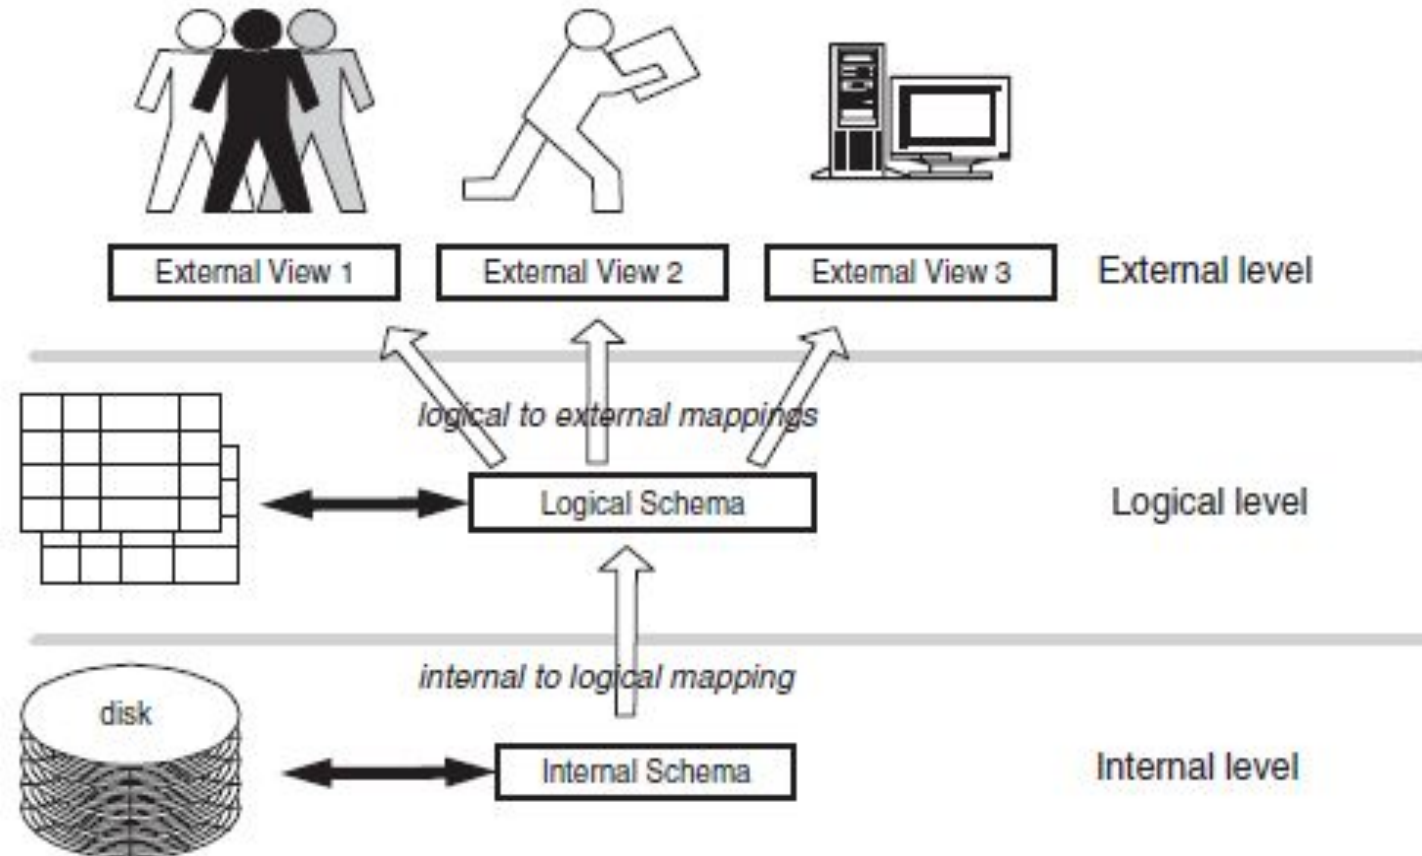 External View 1
External View 2
External View 3
External level
logical to external mappings
Logical Schema
Logical level
internal to logical mapping
disk
Internal Schema
Internal level